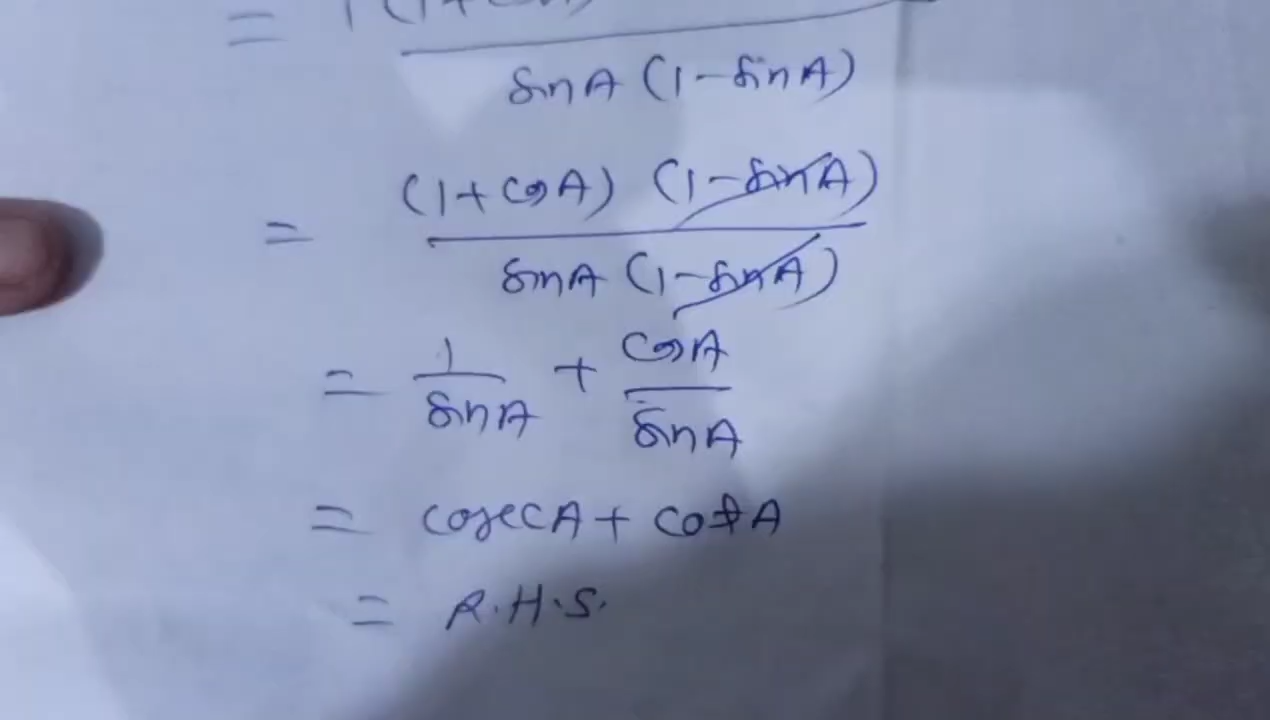 =
sinA (1-sinA)
= (1+cosA) (1-sinA)
sinA (1-sinA)
= 1/sinA + cosA/sinA
= cosecA + cotA
= R.H.S.